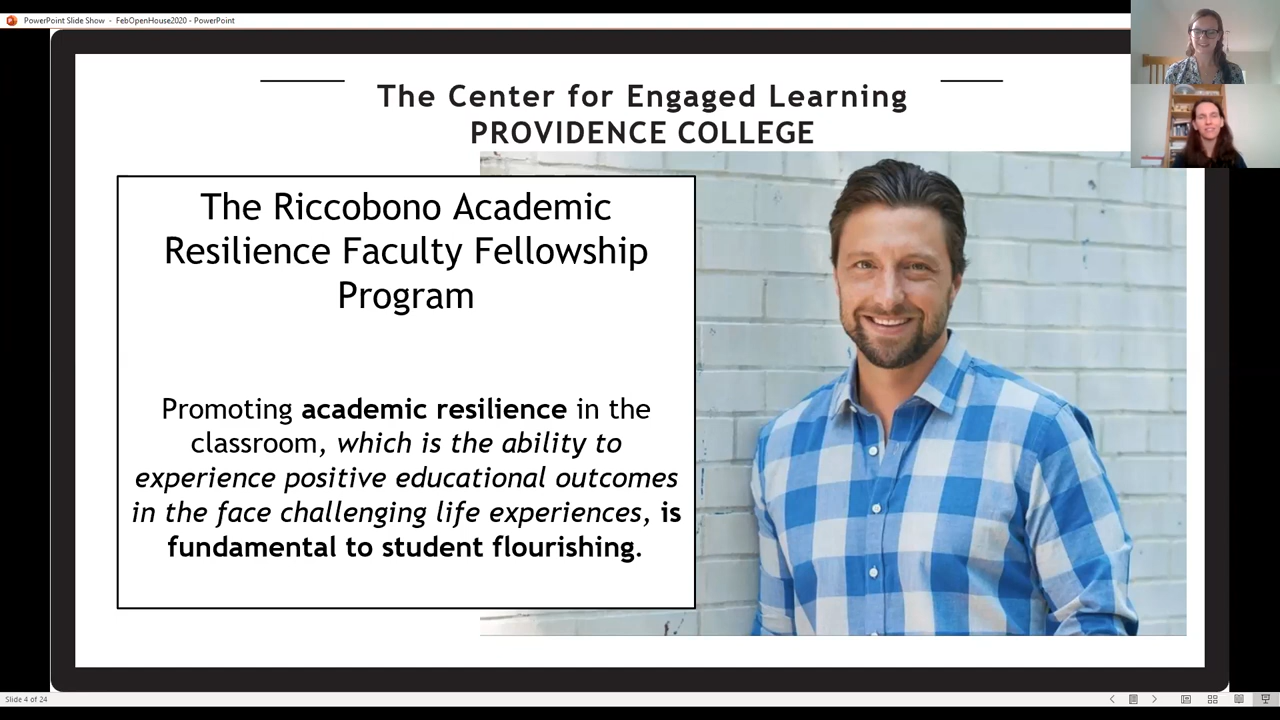 PowerPoint Slide Show - FebOpenHouse2020 - PowerPoint
The Center for Engaged Learning
PROVIDENCE COLLEGE
The Riccobono Academic
Resilience Faculty Fellowship
Program
Promoting academic resilience in the
classroom, which is the ability to
experience positive educational outcomes
in the face challenging life experiences, is
fundamental to student flourishing.
Slide 4 of 24